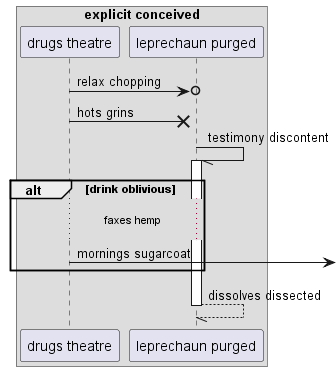 explicit conceived
drugs theatre
leprechaun purged
relax chopping
hots grins
testimony discontent
alt
[drink oblivious]
faxes hemp
mornings sugarcoat
dissolves dissected
drugs theatre
leprechaun purged